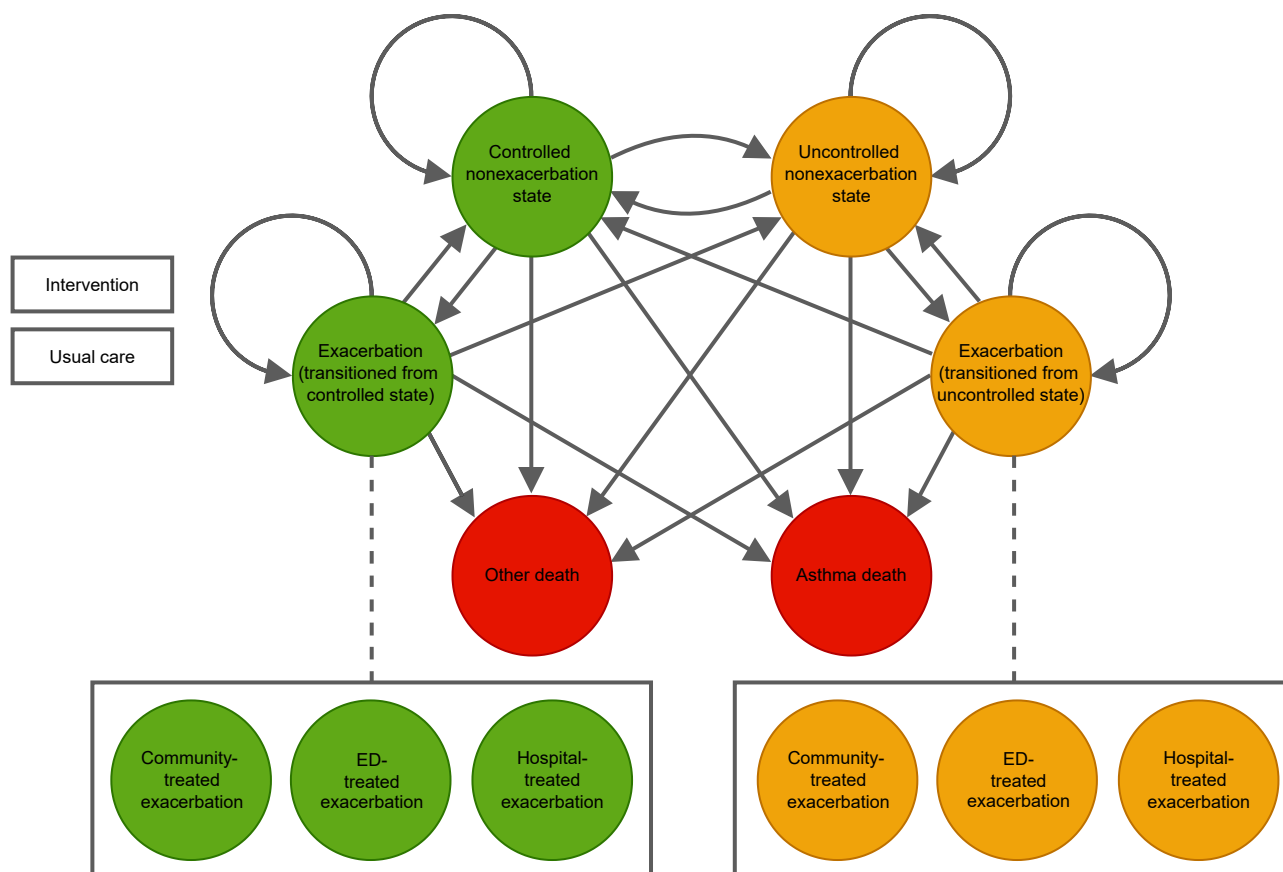 Controlled
nonexacerbation
state
Uncontrolled
nonexacerbation
state
Intervention
Usual care
Exacerbation
(transitioned from
controlled state)
Exacerbation
(transitioned from
uncontrolled state)
Other death
Asthma death
Community-
treated
exacerbation
ED-
treated
exacerbation
Hospital-
treated
exacerbation
Community-
treated
exacerbation
ED-
treated
exacerbation
Hospital-
treated
exacerbation